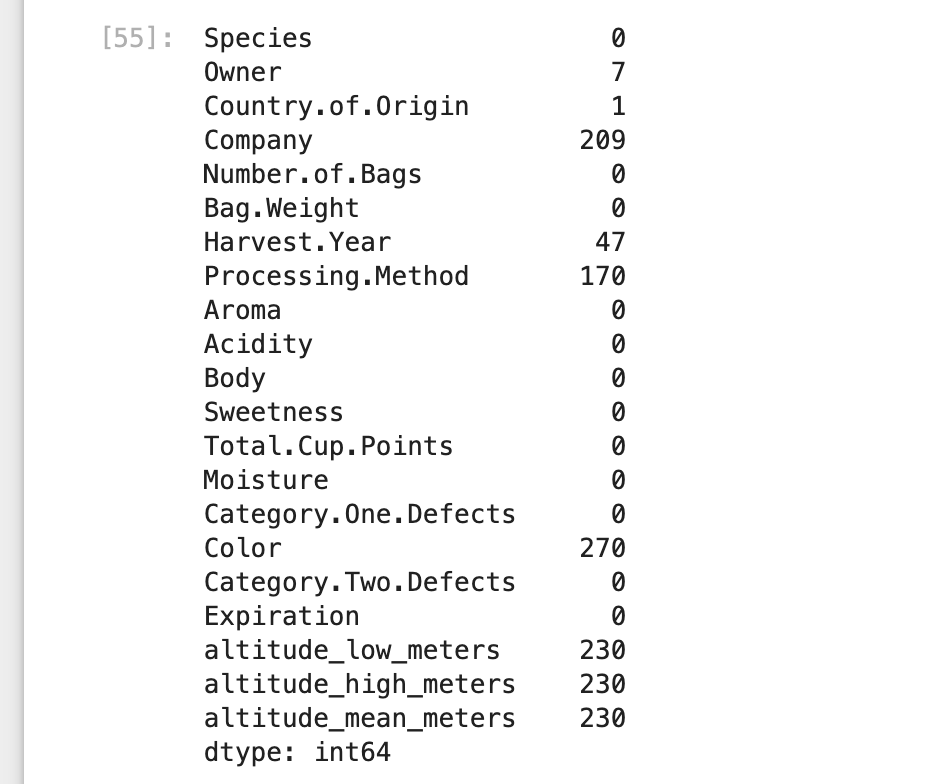 [55]: Species 0
Owner 7
Country.of.Origin 1
Company 209
Number.of.Bags 0
Bag.Weight 0
Harvest.Year 47
Processing.Method 170
Aroma 0
Acidity 0
Body 0
Sweetness 0
Total.Cup.Points 0
Moisture 0
Category.One.Defects 0
Color 270
Category.Two.Defects 0
Expiration 0
altitude_low_meters 230
altitude_high_meters 230
altitude_mean_meters 230
dtype: int64